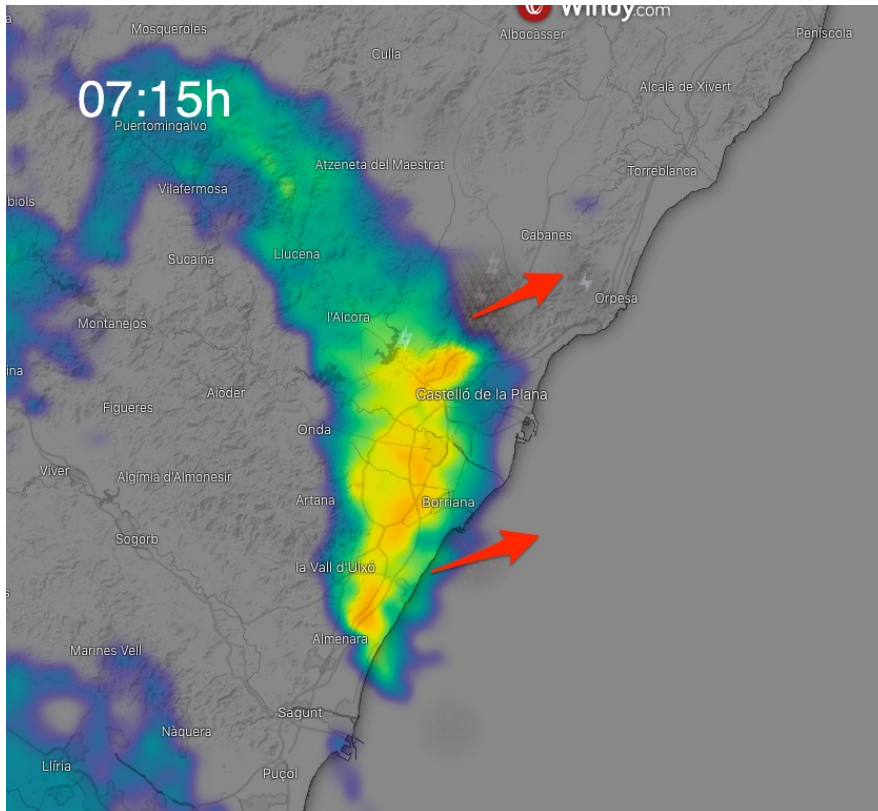 Windy.com
Mosqueroles
Albocàsser
Peníscola
Culla
07:15h
Alcalà de Xivert
Puertomingalvo
Atzeneta del Maestrat
Torreblanca
Vilafermosa
biols
Cabanes
Sucaina
Llucena
Orpesa
l'Alcora
Montanejos
ina
Aiòder
Castelló de la Plana
Figueres
Onda
Viver
Algímia d'Almonesir
Artana
Borriana
Sogorb
la Vall d'Uixó
s
Almenara
Marines Vell
Sagunt
Nàquera
Llíria
Puçol